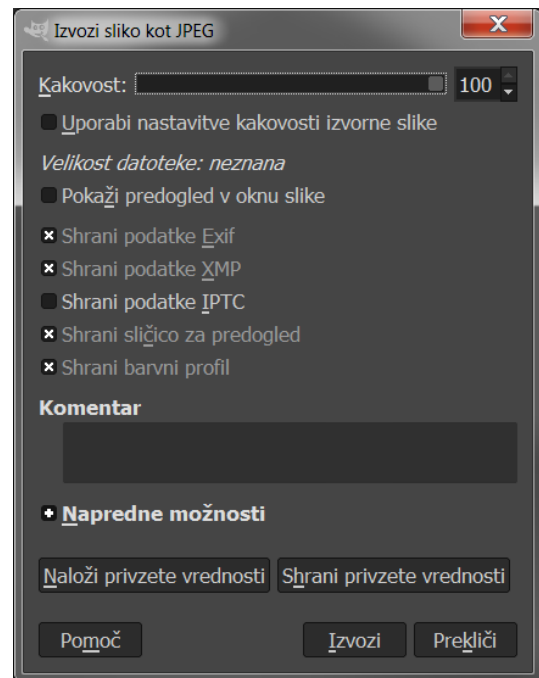 Izvozi sliko kot JPEG
Kakovost: 100
Uporabi nastavitve kakovosti izvorne slike
Velikost datoteke: neznana
Pokaži predogled v oknu slike
Shrani podatke Exif
Shrani podatke XMP
Shrani podatke IPTC
Shrani sličico za predogled
Shrani barvni profil
Komentar
Napredne možnosti
Naloži privzete vrednosti Shrani privzete vrednosti
Pomoč Izvozi Prekliči